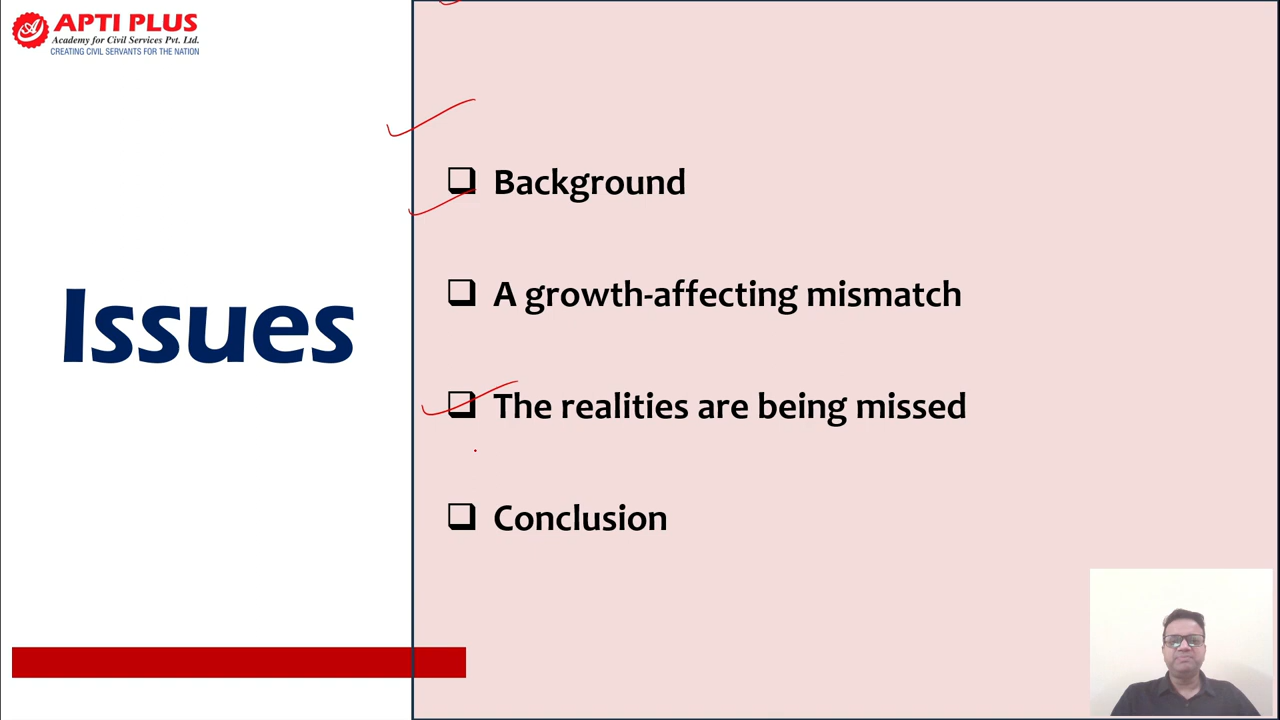 APTI PLUS
Academy for Civil Services Pvt. Ltd.
CREATING CIVIL SERVANTS FOR THE NATION
Issues
Background
A growth-affecting mismatch
The realities are being missed
Conclusion